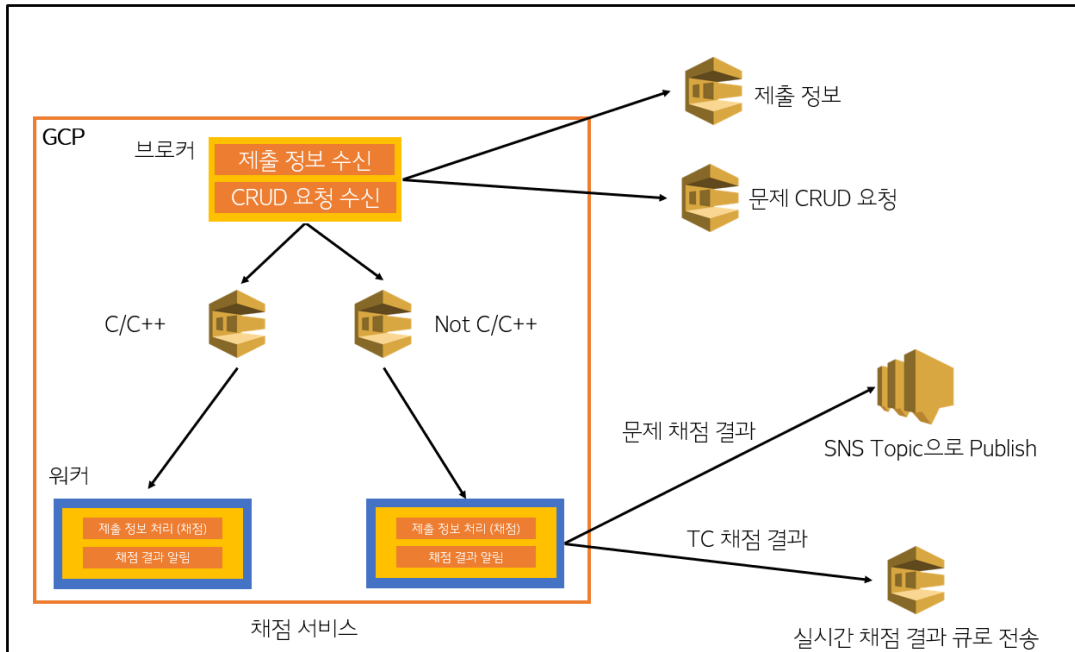 GCP
브로커
제출 정보 수신
CRUD 요청 수신
제출 정보
문제 CRUD 요청
C/C++
Not C/C++
문제 채점 결과
SNS Topic으로 Publish
워커
제출 정보 처리 (채점)
채점 결과 알림
제출 정보 처리 (채점)
채점 결과 알림
TC 채점 결과
채점 서비스
실시간 채점 결과 큐로 전송